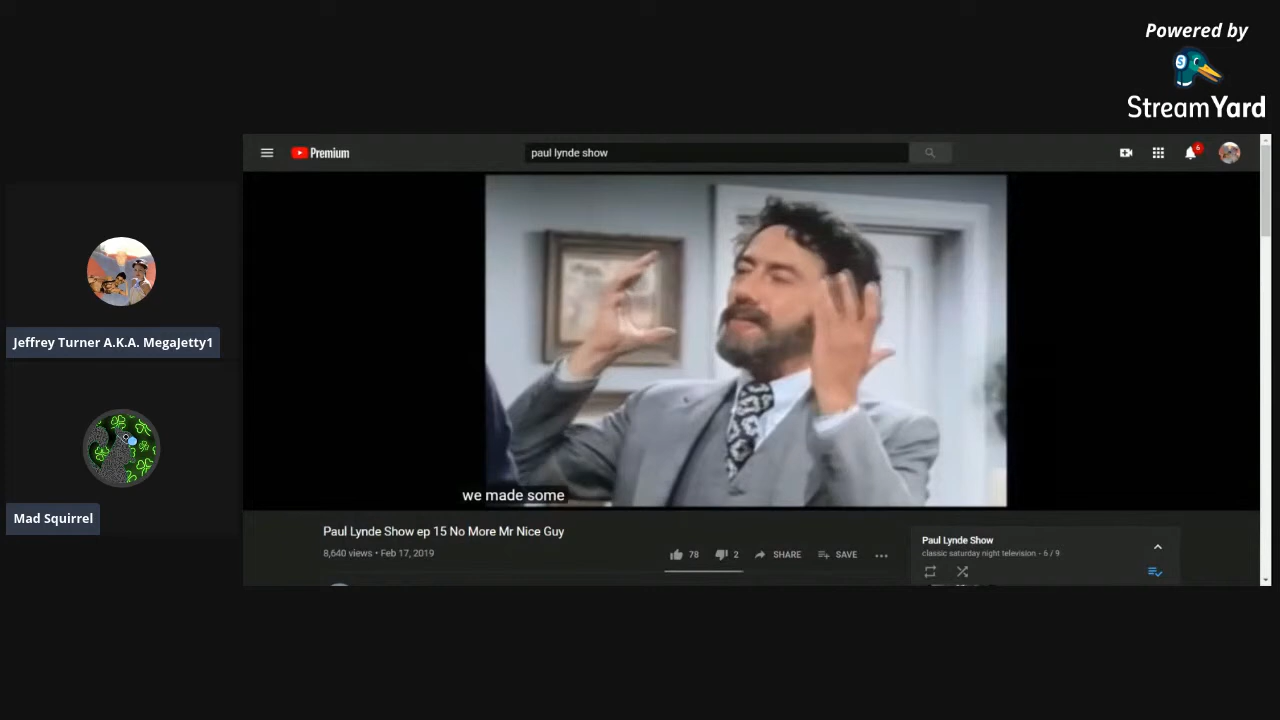 Powered by
StreamYard
Premium
paul lynde show
6
Jeffrey Turner A.K.A. MegaJetty1
Mad Squirrel
we made some
Paul Lynde Show ep 15 No More Mr Nice Guy
8,640 views • Feb 17, 2019
78
2
SHARE
SAVE
Paul Lynde Show
classic saturday night television - 6 / 9